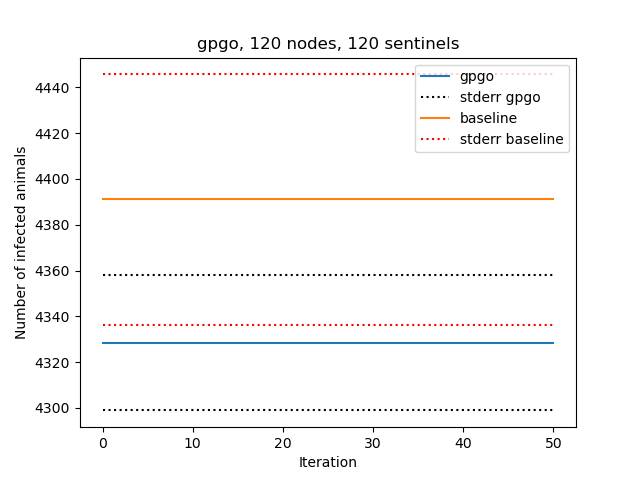 gpgo, 120 nodes, 120 sentinels
gpgo
stderr gpgo
baseline
stderr baseline
Number of infected animals
4440
4420
4400
4380
4360
4340
4320
4300
0 10 20 30 40 50
Iteration